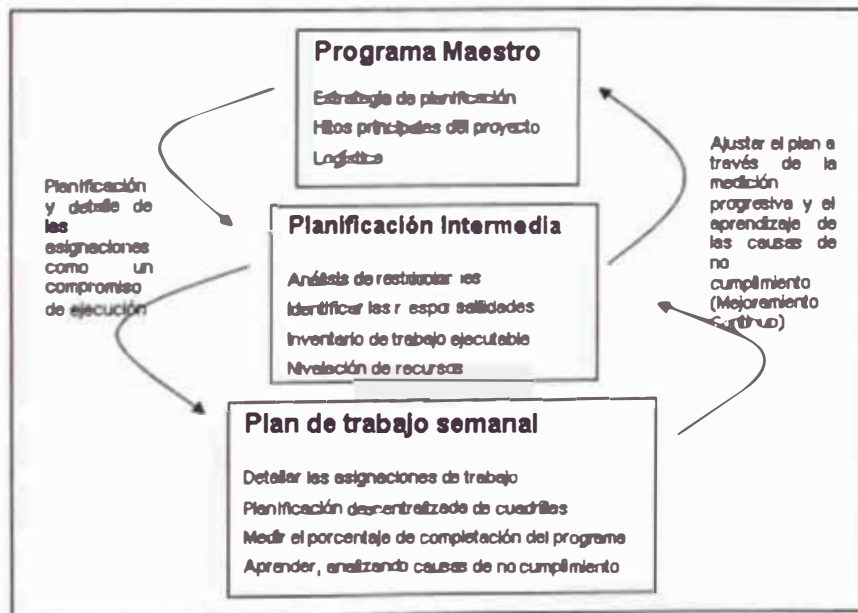 Programa Maestro
Estrategia de planificación
Hitos principales del proyecto
Logística
Planificación
y detalle de
las
asignaciones
como un
compromiso
de ejecución
Ajustar el plan a
través de la
medición
progresiva y el
aprendizaje de
las causas de
no
cumplimiento
(Mejoramiento
Continuo)
Planificación Intermedia
Análisis de restricciones
Identificar las responsabilidades
Inventario de trabajo ejecutable
Nivelación de recursos
Plan de trabajo semanal
Detallar las asignaciones de trabajo
Planificación descentralizada de cuadrillas
Medir el porcentaje de completación del programa
Aprender, analizando causas de no cumplimiento